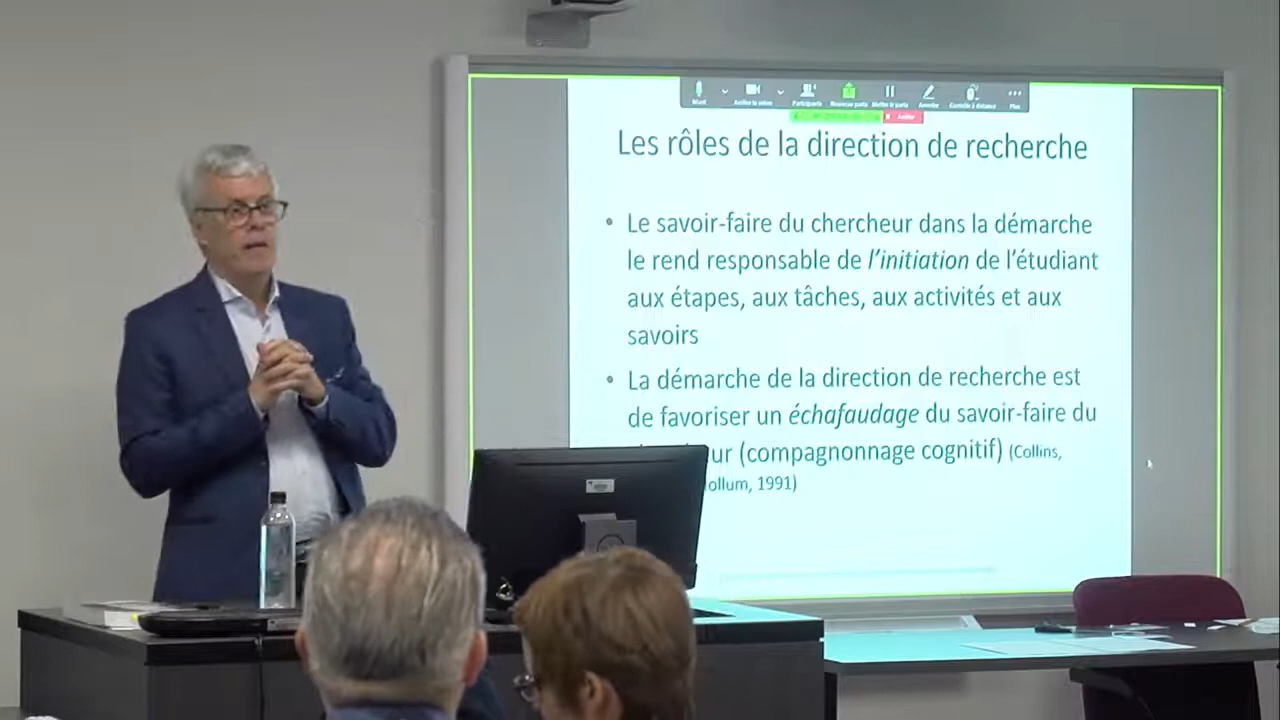 Participants
Les rôles de la direction de recherche
• Le savoir-faire du chercheur dans la démarche
le rend responsable de l'initiation de l'étudiant
aux étapes, aux tâches, aux activités et aux
savoirs
• La démarche de la direction de recherche est
de favoriser un échafaudage du savoir-faire du
(compagnonnage cognitif) (Collins,
1991)